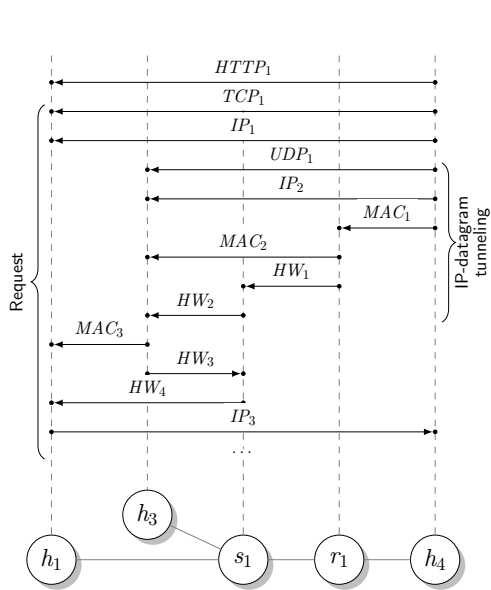 HTTP₁
TCP₁
IP₁
UDP₁
IP₂
MAC₁
MAC₂
HW₁
HW₂
MAC₃
HW₃
HW₄
IP₃
...
Request
IP-datagram
tunneling
h₃
h₁
s₁
r₁
h₄